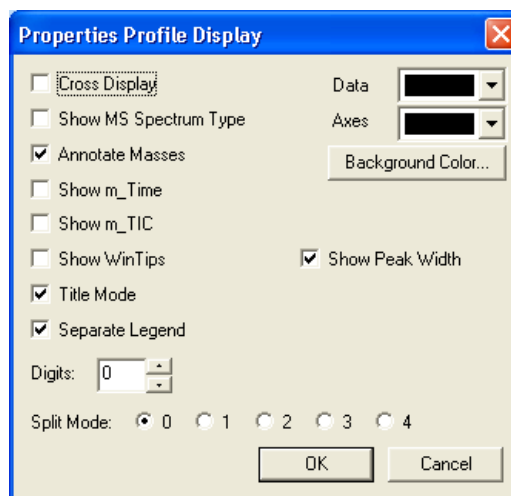 Properties Profile Display
Cross Display
Data
Show MS Spectrum Type
Axes
Annotate Masses
Background Color...
Show m_Time
Show m_TIC
Show WinTips
Show Peak Width
Title Mode
Separate Legend
Digits: 0
Split Mode: 0 1 2 3 4
OK Cancel